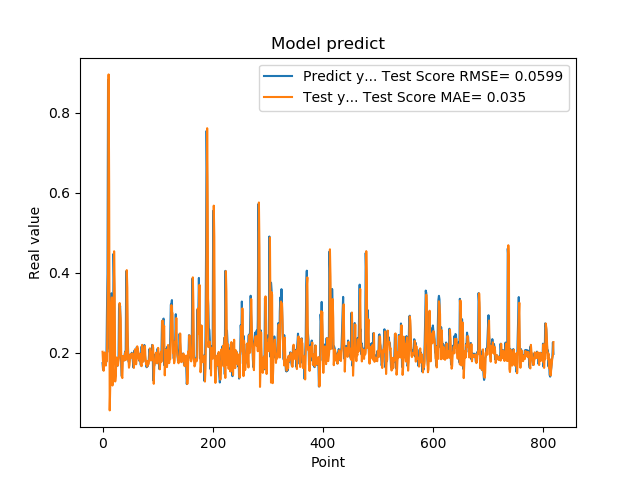 Model predict
Predict y... Test Score RMSE= 0.0599
Test y... Test Score MAE= 0.035
0.8
0.6
0.4
0.2
Real value
0
200
400
600
800
Point